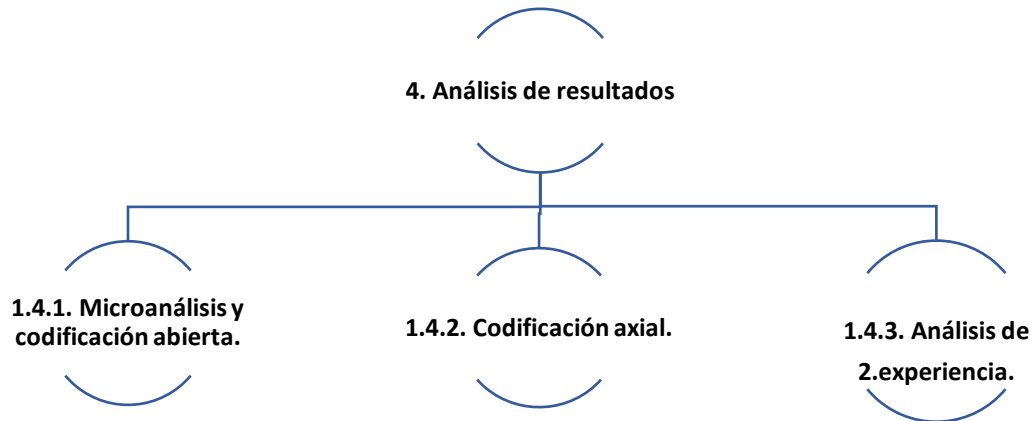 4. Análisis de resultados
1.4.1. Microanálisis y
codificación abierta.
1.4.2. Codificación axial.
1.4.3. Análisis de
2.experiencia.